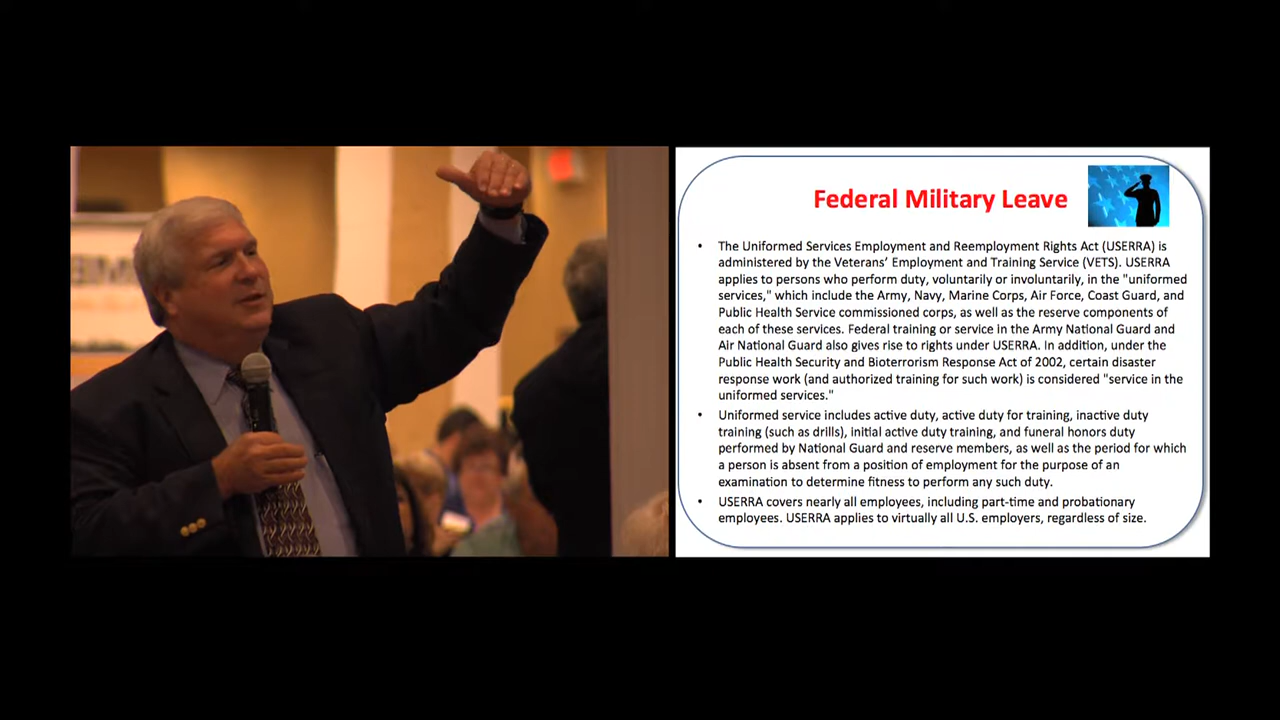 Federal Military Leave
• The Uniformed Services Employment and Reemployment Rights Act (USERRA) is
administered by the Veterans’ Employment and Training Service (VETS). USERRA
applies to persons who perform duty, voluntarily or involuntarily, in the "uniformed
services," which include the Army, Navy, Marine Corps, Air Force, Coast Guard, and
Public Health Service commissioned corps, as well as the reserve components of
each of these services. Federal training or service in the Army National Guard and
Air National Guard also gives rise to rights under USERRA. In addition, under the
Public Health Security and Bioterrorism Response Act of 2002, certain disaster
response work (and authorized training for such work) is considered "service in the
uniformed services."
• Uniformed service includes active duty, active duty for training, inactive duty
training (such as drills), initial active duty training, and funeral honors duty
performed by National Guard and reserve members, as well as the period for which
a person is absent from a position of employment for the purpose of an
examination to determine fitness to perform any such duty.
• USERRA covers nearly all employees, including part-time and probationary
employees. USERRA applies to virtually all U.S. employers, regardless of size.